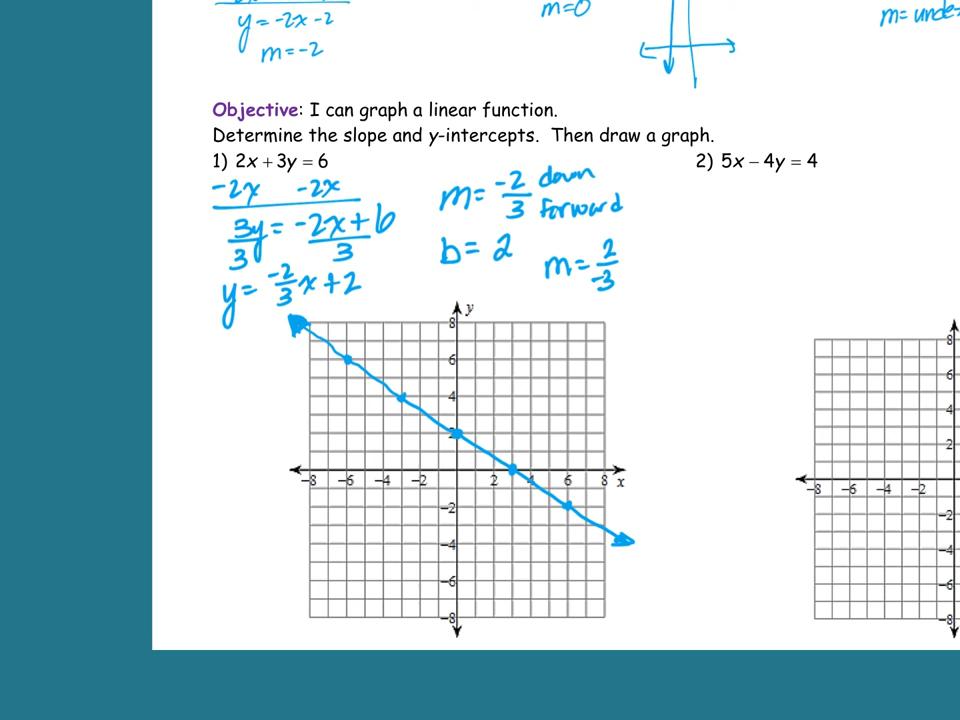 y = -2x - 2
m = -2
m = 0
m = unde
Objective: I can graph a linear function.
Determine the slope and y-intercepts. Then draw a graph.
1) 2x + 3y = 6
-2x -2x
3y = -2x + 6
3 3
y = -2/3 x + 2
m = -2/3 down forward
b = 2
m = 2/-3
y
8
6
4
2
-8 -6 -4 -2 2 4 6 8 x
-2
-4
-6
-8
2) 5x − 4y = 4
8
6
4
2
-8 -6 -4 -2
-2
-4
-6
-8